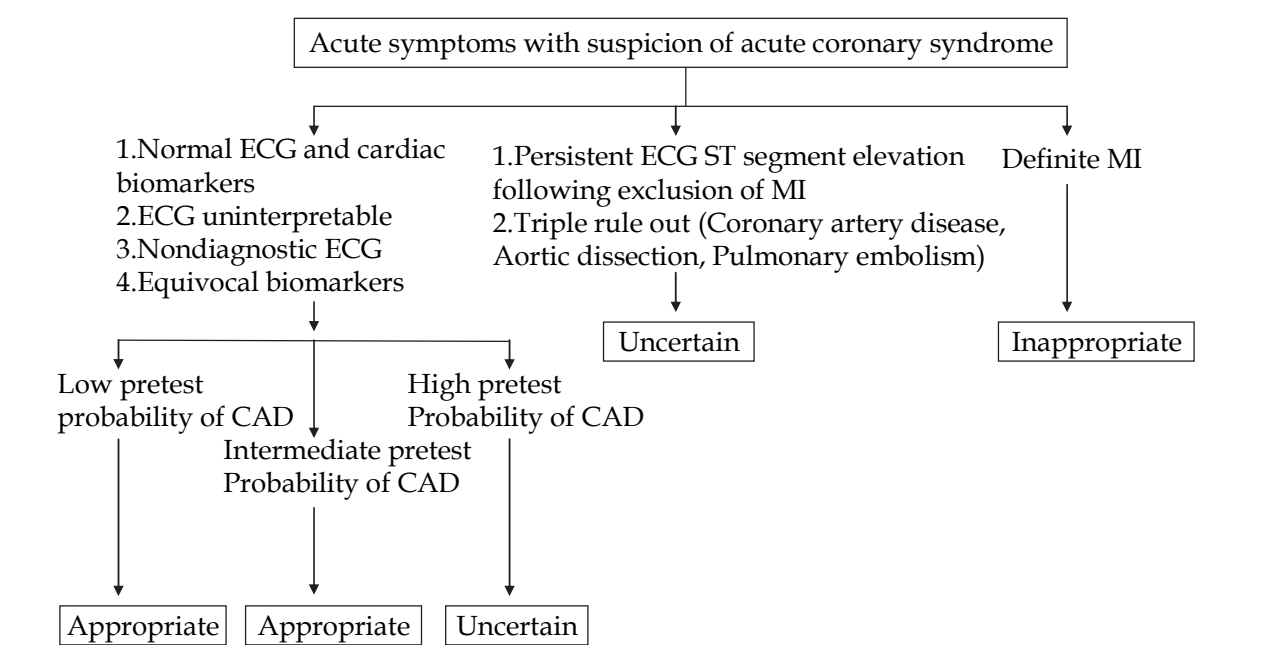 Acute symptoms with suspicion of acute coronary syndrome
1.Normal ECG and cardiac
biomarkers
2.ECG uninterpretable
3.Nondiagnostic ECG
4.Equivocal biomarkers
1.Persistent ECG ST segment elevation
following exclusion of MI
2.Triple rule out (Coronary artery disease,
Aortic dissection, Pulmonary embolism)
Definite MI
Uncertain
Inappropriate
Low pretest
probability of CAD
High pretest
Probability of CAD
Intermediate pretest
Probability of CAD
Appropriate
Appropriate
Uncertain